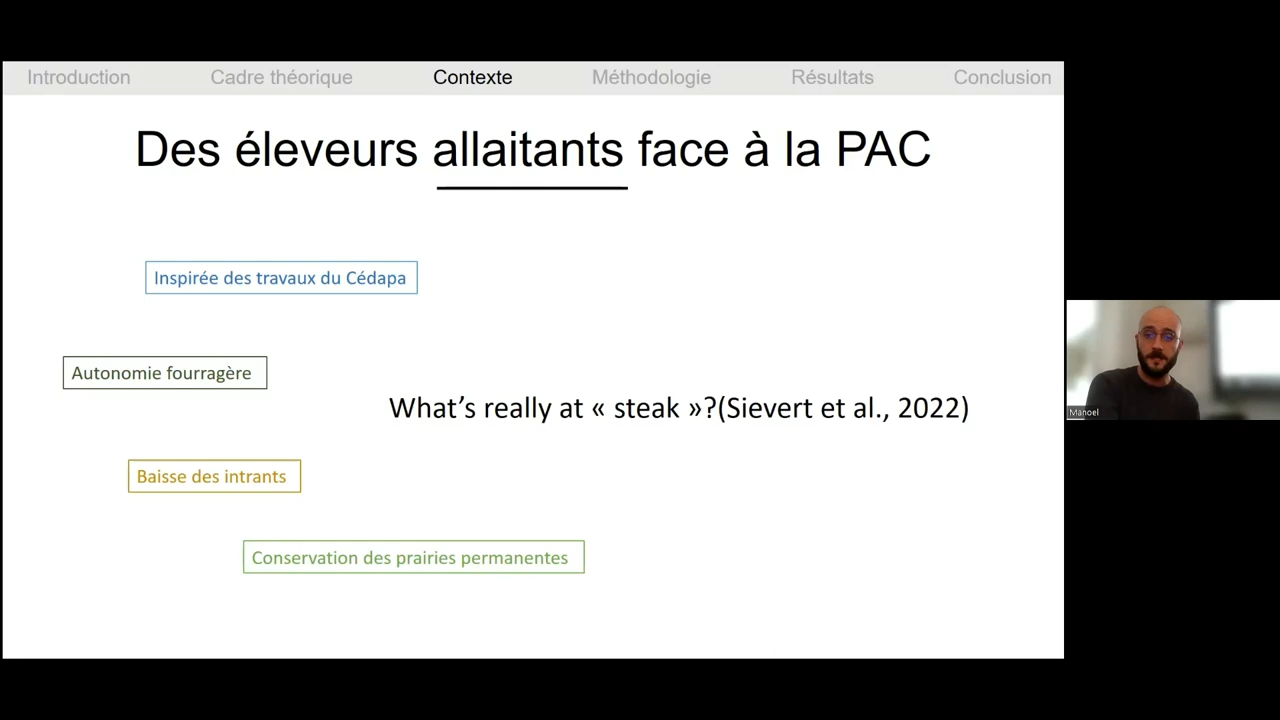 Introduction Cadre théorique Contexte Méthodologie Résultats Conclusion
Des éleveurs allaitants face à la PAC
Inspirée des travaux du Cédapa
Autonomie fourragère
What's really at « steak »?(Sievert et al., 2022)
Baisse des intrants
Conservation des prairies permanentes
Manoel